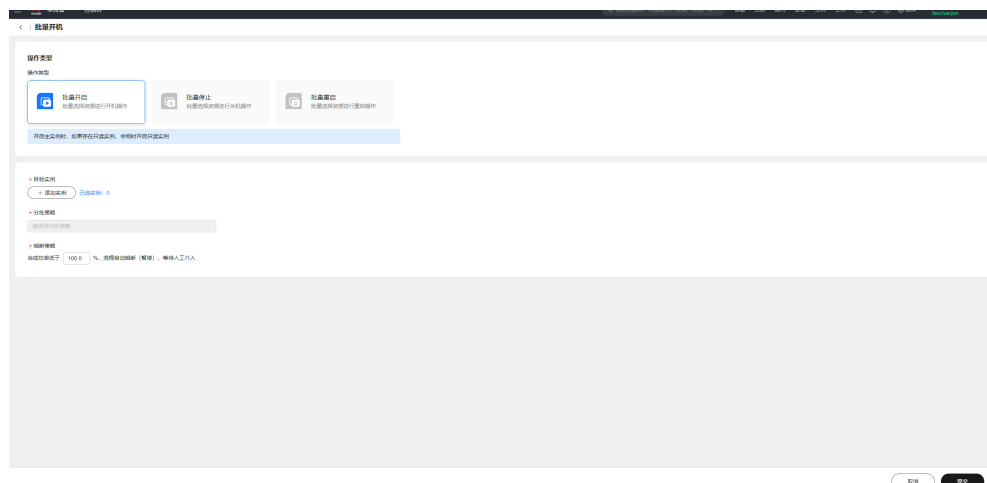 批量开机
操作类型
操作类型
批量开启
批量选择资源进行开机操作
批量停止
批量选择资源进行关机操作
批量重启
批量选择资源进行重启操作
开启主实例时，如果存在只读实例，会同时开启只读实例
* 目标实例
+ 添加实例 已选实例：0
* 分批策略
请选择分批策略
* 熔断策略
当成功率低于 100.0 %，流程自动熔断（暂停），等待人工介入
取消 提交